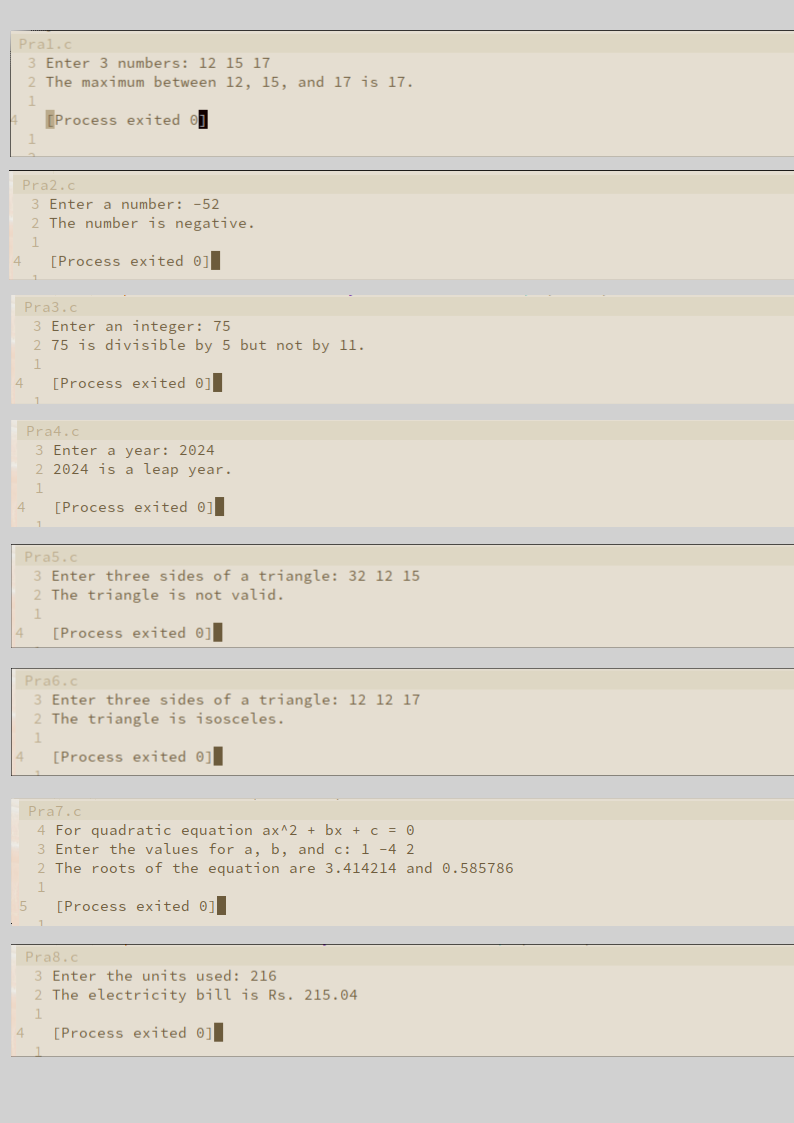 Pra1.c
3 Enter 3 numbers: 12 15 17
2 The maximum between 12, 15, and 17 is 17.
1
4 [Process exited 0]
1
Pra2.c
3 Enter a number: -52
2 The number is negative.
1
4 [Process exited 0]
1
Pra3.c
3 Enter an integer: 75
2 75 is divisible by 5 but not by 11.
1
4 [Process exited 0]
1
Pra4.c
3 Enter a year: 2024
2 2024 is a leap year.
1
4 [Process exited 0]
1
Pra5.c
3 Enter three sides of a triangle: 32 12 15
2 The triangle is not valid.
1
4 [Process exited 0]
Pra6.c
3 Enter three sides of a triangle: 12 12 17
2 The triangle is isosceles.
1
4 [Process exited 0]
1
Pra7.c
4 For quadratic equation ax^2 + bx + c = 0
3 Enter the values for a, b, and c: 1 -4 2
2 The roots of the equation are 3.414214 and 0.585786
1
5 [Process exited 0]
1
Pra8.c
3 Enter the units used: 216
2 The electricity bill is Rs. 215.04
1
4 [Process exited 0]
1